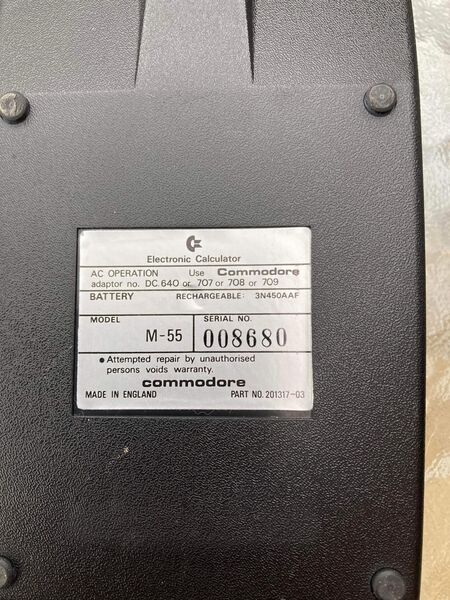 Electronic Calculator
AC OPERATION Use Commodore
adaptor no. DC 640 or 707 or 708 or 709
BATTERY RECHARGEABLE: 3N450AAF
MODEL SERIAL NO.
M-55 008680
● Attempted repair by unauthorised
persons voids warranty.
commodore
MADE IN ENGLAND PART NO. 201317-03